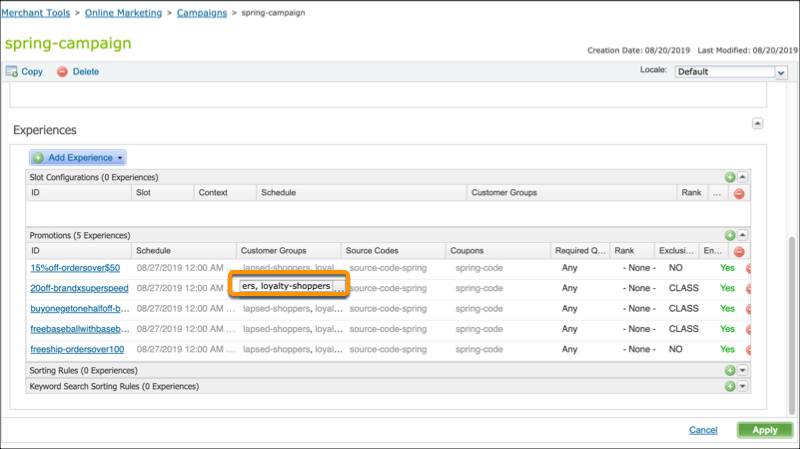 Merchant Tools > Online Marketing > Campaigns > spring-campaign
spring-campaign
Creation Date: 08/20/2019 Last Modified: 08/20/2019
Copy Delete Locale: Default
Experiences
Add Experience
Slot Configurations (0 Experiences)
ID Slot Context Schedule Customer Groups Rank ...
Promotions (5 Experiences)
ID Schedule Customer Groups Source Codes Coupons Required Q... Rank Exclusi... En...
15%off-ordersover$50 08/27/2019 12:00 AM ... lapsed-shoppers, loyal... source-code-spring spring-code Any - None - NO Yes
20off-brandxsuperspeed 08/27/2019 12:00 AM ers, loyalty-shoppers ... source-code-spring spring-code Any - None - CLASS Yes
buyonegetonehalfoff-b... 08/27/2019 12:00 AM ... lapsed-shoppers, loyal... source-code-spring spring-code Any - None - CLASS Yes
freebaseballwithbaseb... 08/27/2019 12:00 AM ... lapsed-shoppers, loyal... source-code-spring spring-code Any - None - CLASS Yes
freeship-ordersover100 08/27/2019 12:00 AM ... lapsed-shoppers, loyal... source-code-spring spring-code Any - None - NO Yes
Sorting Rules (0 Experiences)
Keyword Search Sorting Rules (0 Experiences)
Cancel Apply